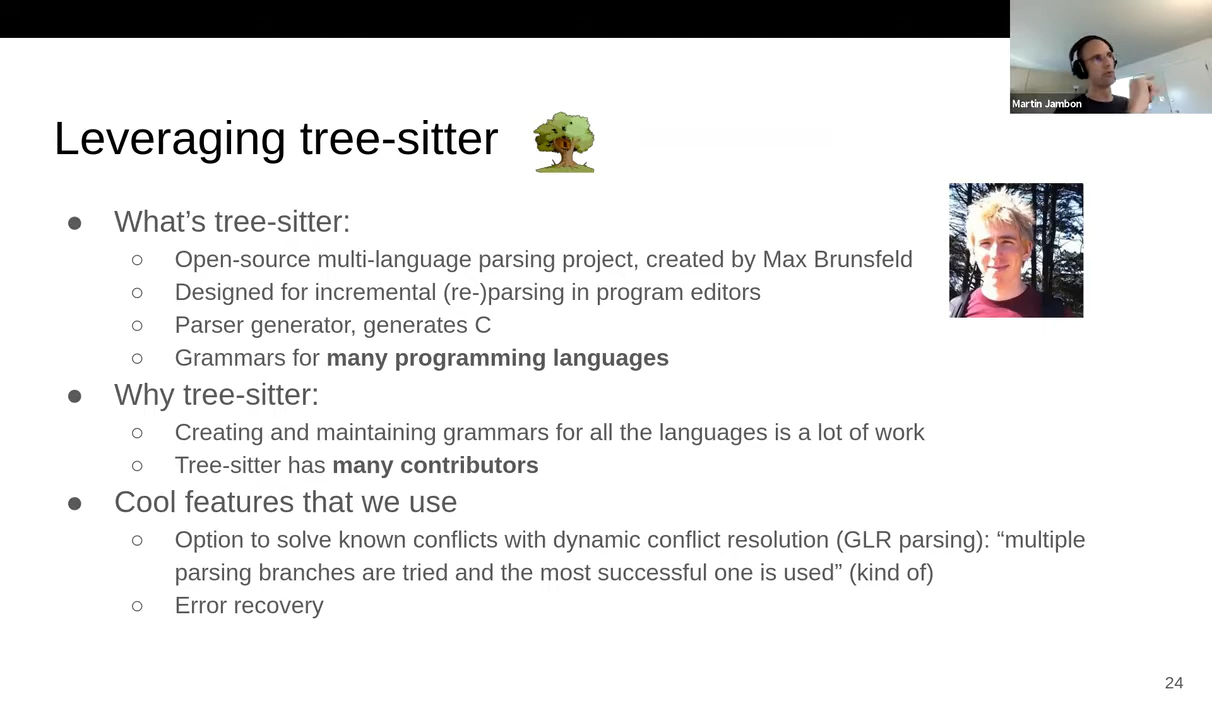 Martin Jambon
Leveraging tree-sitter
● What’s tree-sitter:
○ Open-source multi-language parsing project, created by Max Brunsfeld
○ Designed for incremental (re-)parsing in program editors
○ Parser generator, generates C
○ Grammars for many programming languages
● Why tree-sitter:
○ Creating and maintaining grammars for all the languages is a lot of work
○ Tree-sitter has many contributors
● Cool features that we use
○ Option to solve known conflicts with dynamic conflict resolution (GLR parsing): “multiple
parsing branches are tried and the most successful one is used” (kind of)
○ Error recovery
24